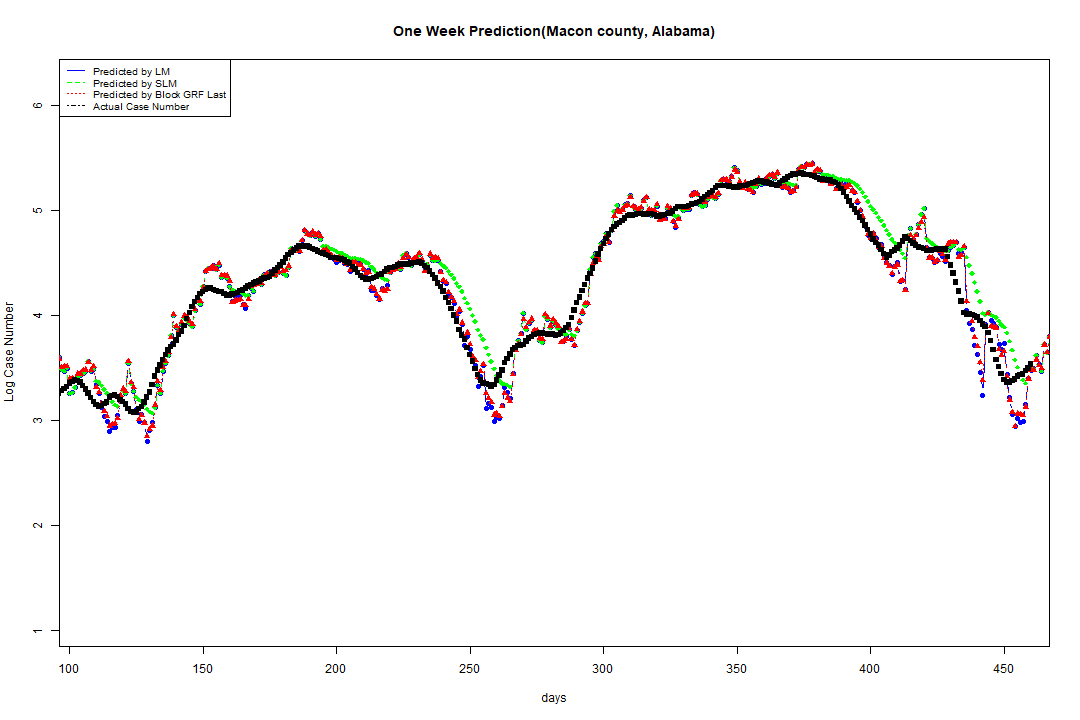 One Week Prediction(Macon county, Alabama)
Predicted by LM
Predicted by SLM
Predicted by Block GRF Last
Actual Case Number
6
5
4
3
2
1
Log Case Number
100 150 200 250 300 350 400 450
days